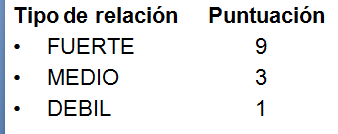 Tipo de relación Puntuación
• FUERTE 9
• MEDIO 3
• DEBIL 1